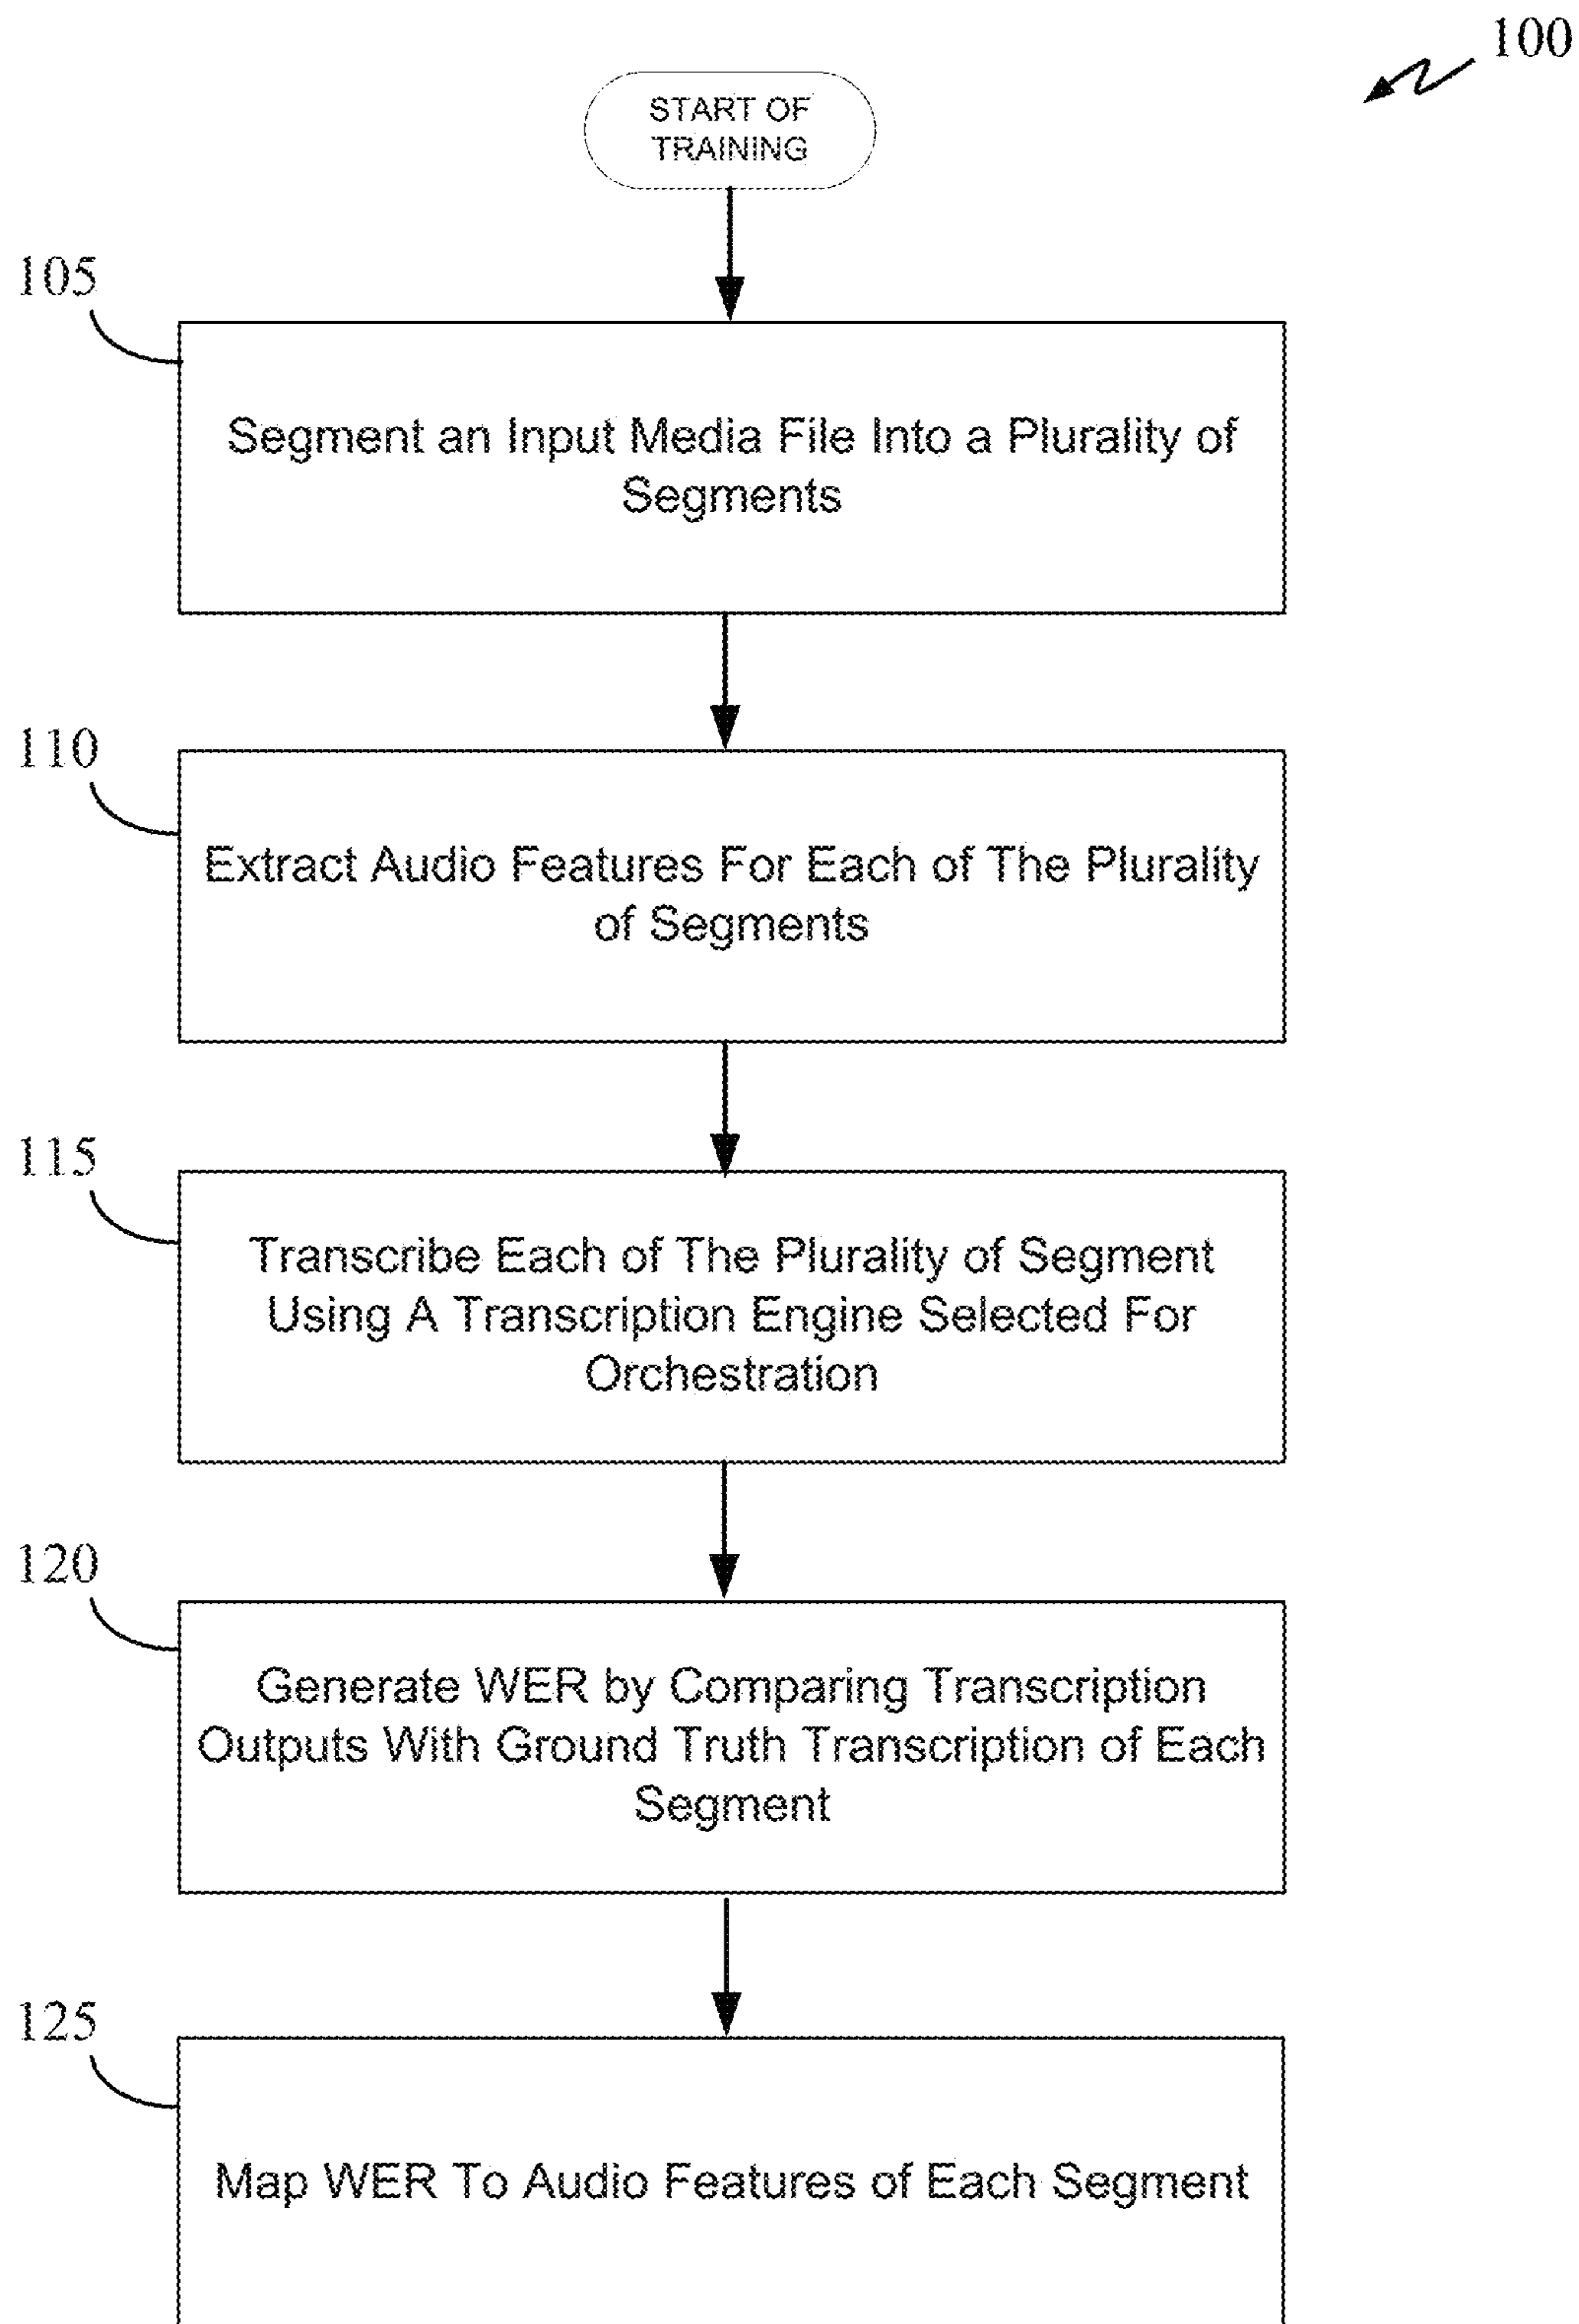 100
START OF
TRAINING
105
Segment an Input Media File Into a Plurality of
Segments
110
Extract Audio Features For Each of The Plurality
of Segments
115
Transcribe Each of The Plurality of Segment
Using A Transcription Engine Selected For
Orchestration
120
Generate WER by Comparing Transcription
Outputs With Ground Truth Transcription of Each
Segment
125
Map WER To Audio Features of Each Segment